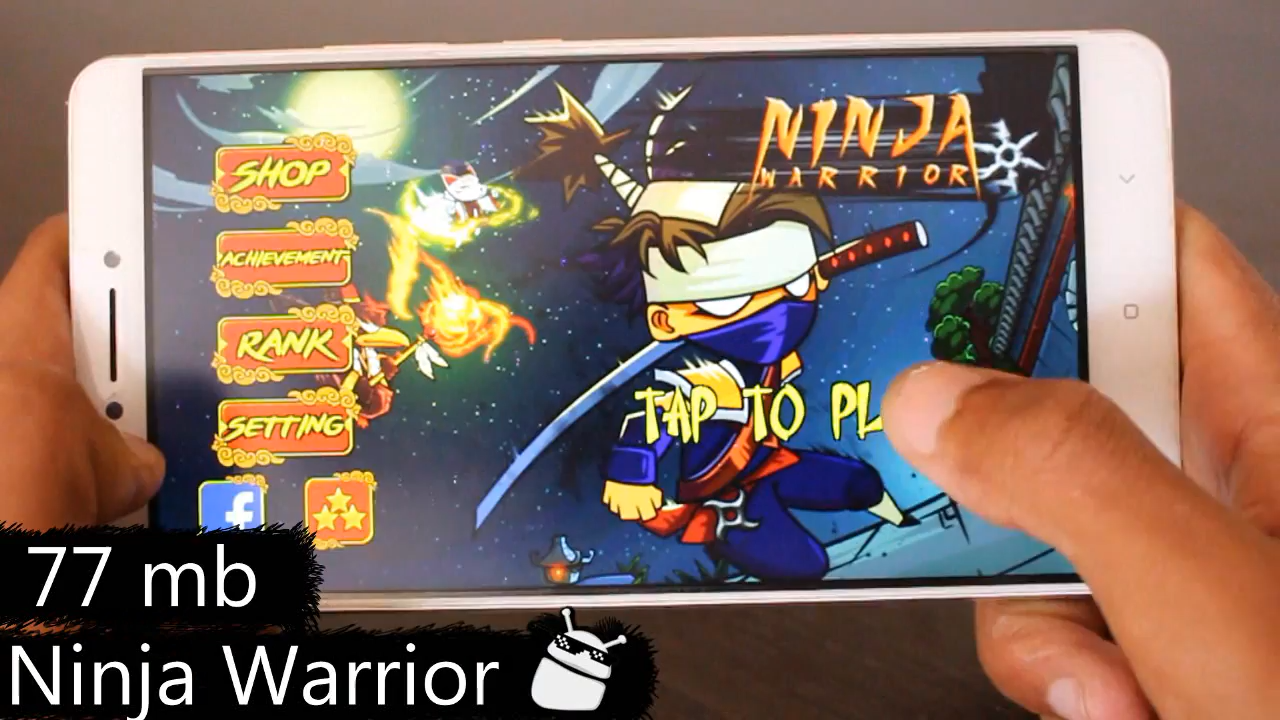 NINJA
WARRIOR
SHOP
ACHIEVEMENT
RANK
SETTING
TAP TO PL
f
77 mb
Ninja Warrior